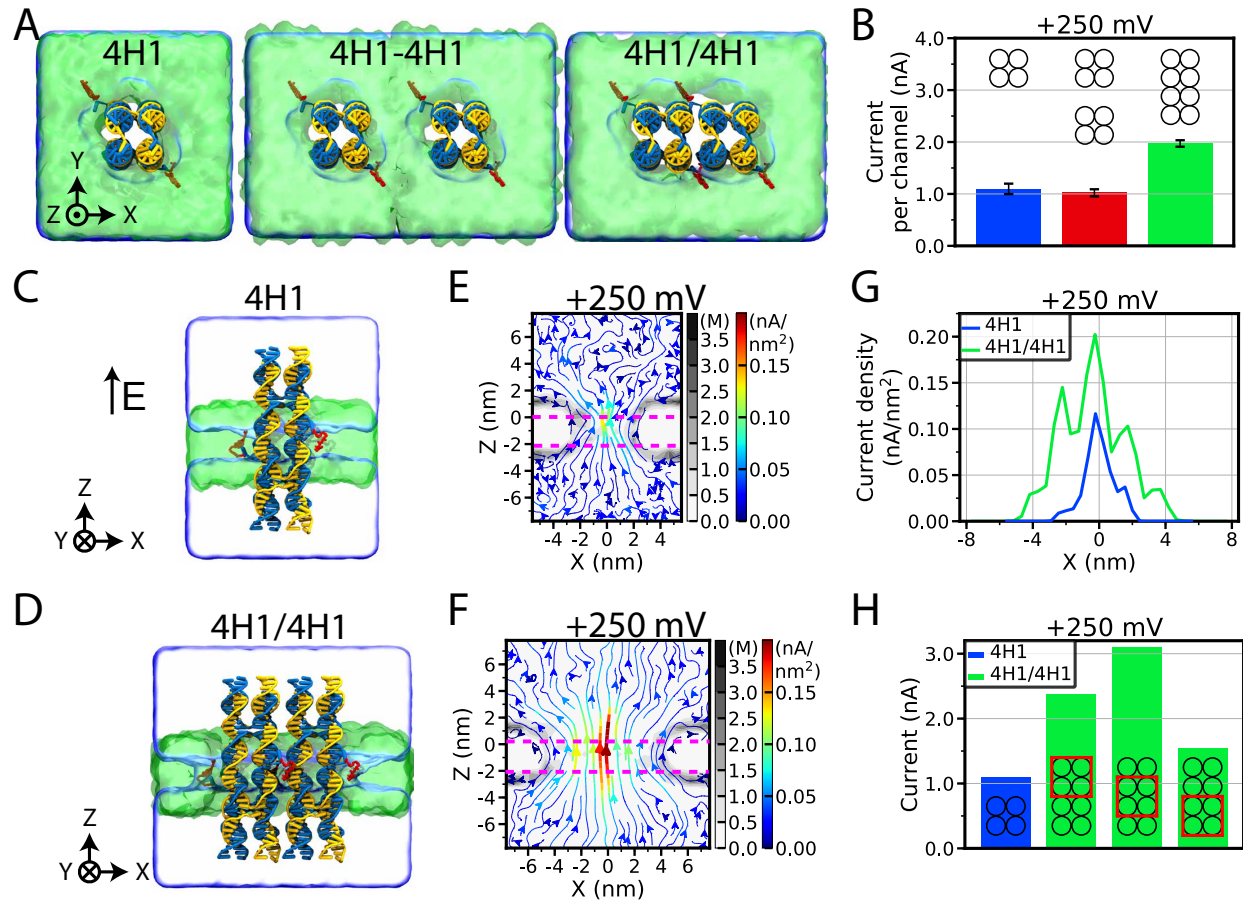 A
4H1
4H1-4H1
4H1/4H1
Y
Z
X
B
+250 mV
Current
per channel (nA)
4.0
3.0
2.0
1.0
0.0
C
4H1
E
Z
Y
X
D
4H1/4H1
Z
Y
X
E
+250 mV
(M)
(nA/
nm²)
Z (nm)
6
4
2
0
-2
-4
-6
-4 -2 0 2 4
X (nm)
3.5
3.0
2.5
2.0
1.5
1.0
0.5
0.0
0.15
0.10
0.05
0.00
F
+250 mV
(M)
(nA/
nm²)
Z (nm)
6
4
2
0
-2
-4
-6
-6 -4 -2 0 2 4 6
X (nm)
3.5
3.0
2.5
2.0
1.5
1.0
0.5
0.0
0.15
0.10
0.05
0.00
G
+250 mV
4H1
4H1/4H1
Current density
(nA/nm²)
0.20
0.15
0.10
0.05
0.00
-8 -4 0 4 8
X (nm)
H
+250 mV
4H1
4H1/4H1
Current (nA)
3.0
2.0
1.0
0.0